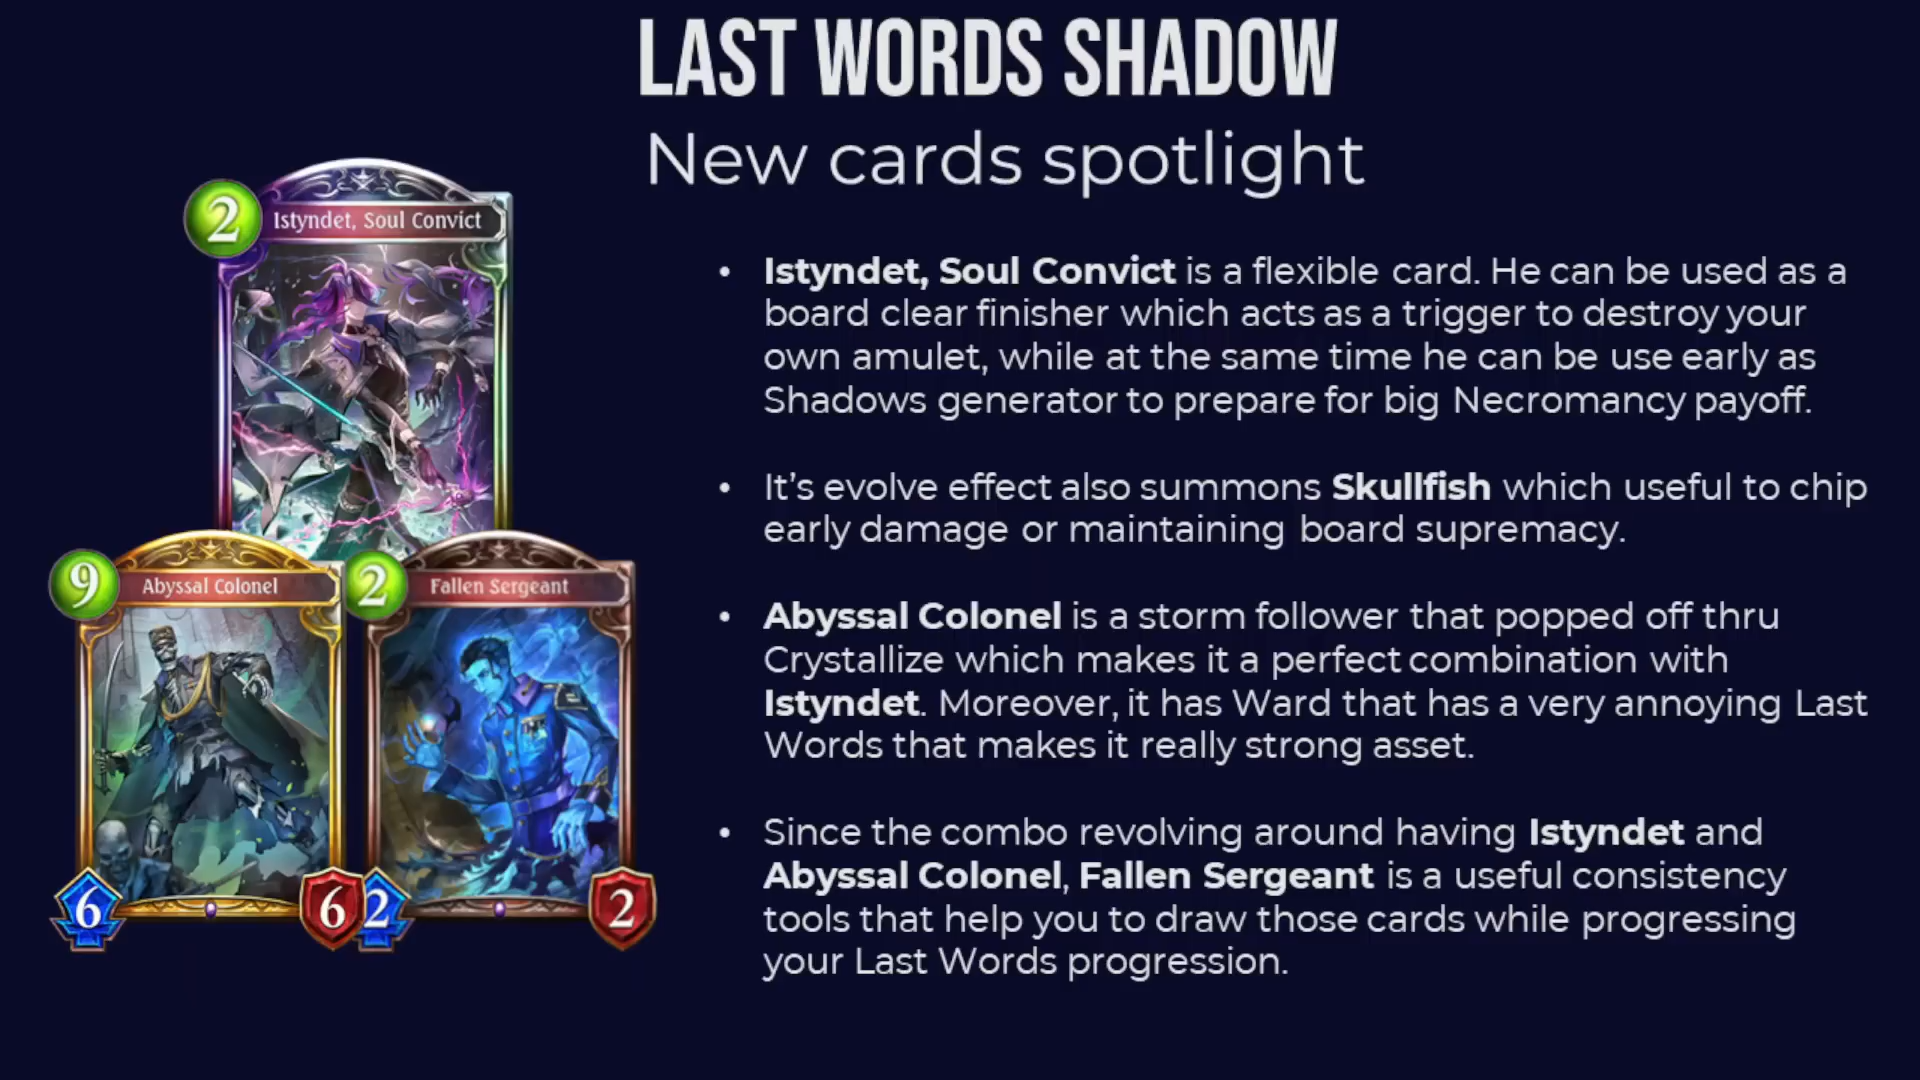 LAST WORDS SHADOW
New cards spotlight
2
Istyndet, Soul Convict
9
Abyssal Colonel
2
Fallen Sergeant
6
6
2
2
• Istyndet, Soul Convict is a flexible card. He can be used as a
board clear finisher which acts as a trigger to destroy your
own amulet, while at the same time he can be use early as
Shadows generator to prepare for big Necromancy payoff.
• It's evolve effect also summons Skullfish which useful to chip
early damage or maintaining board supremacy.
• Abyssal Colonel is a storm follower that popped off thru
Crystallize which makes it a perfect combination with
Istyndet. Moreover, it has Ward that has a very annoying Last
Words that makes it really strong asset.
• Since the combo revolving around having Istyndet and
Abyssal Colonel, Fallen Sergeant is a useful consistency
tools that help you to draw those cards while progressing
your Last Words progression.